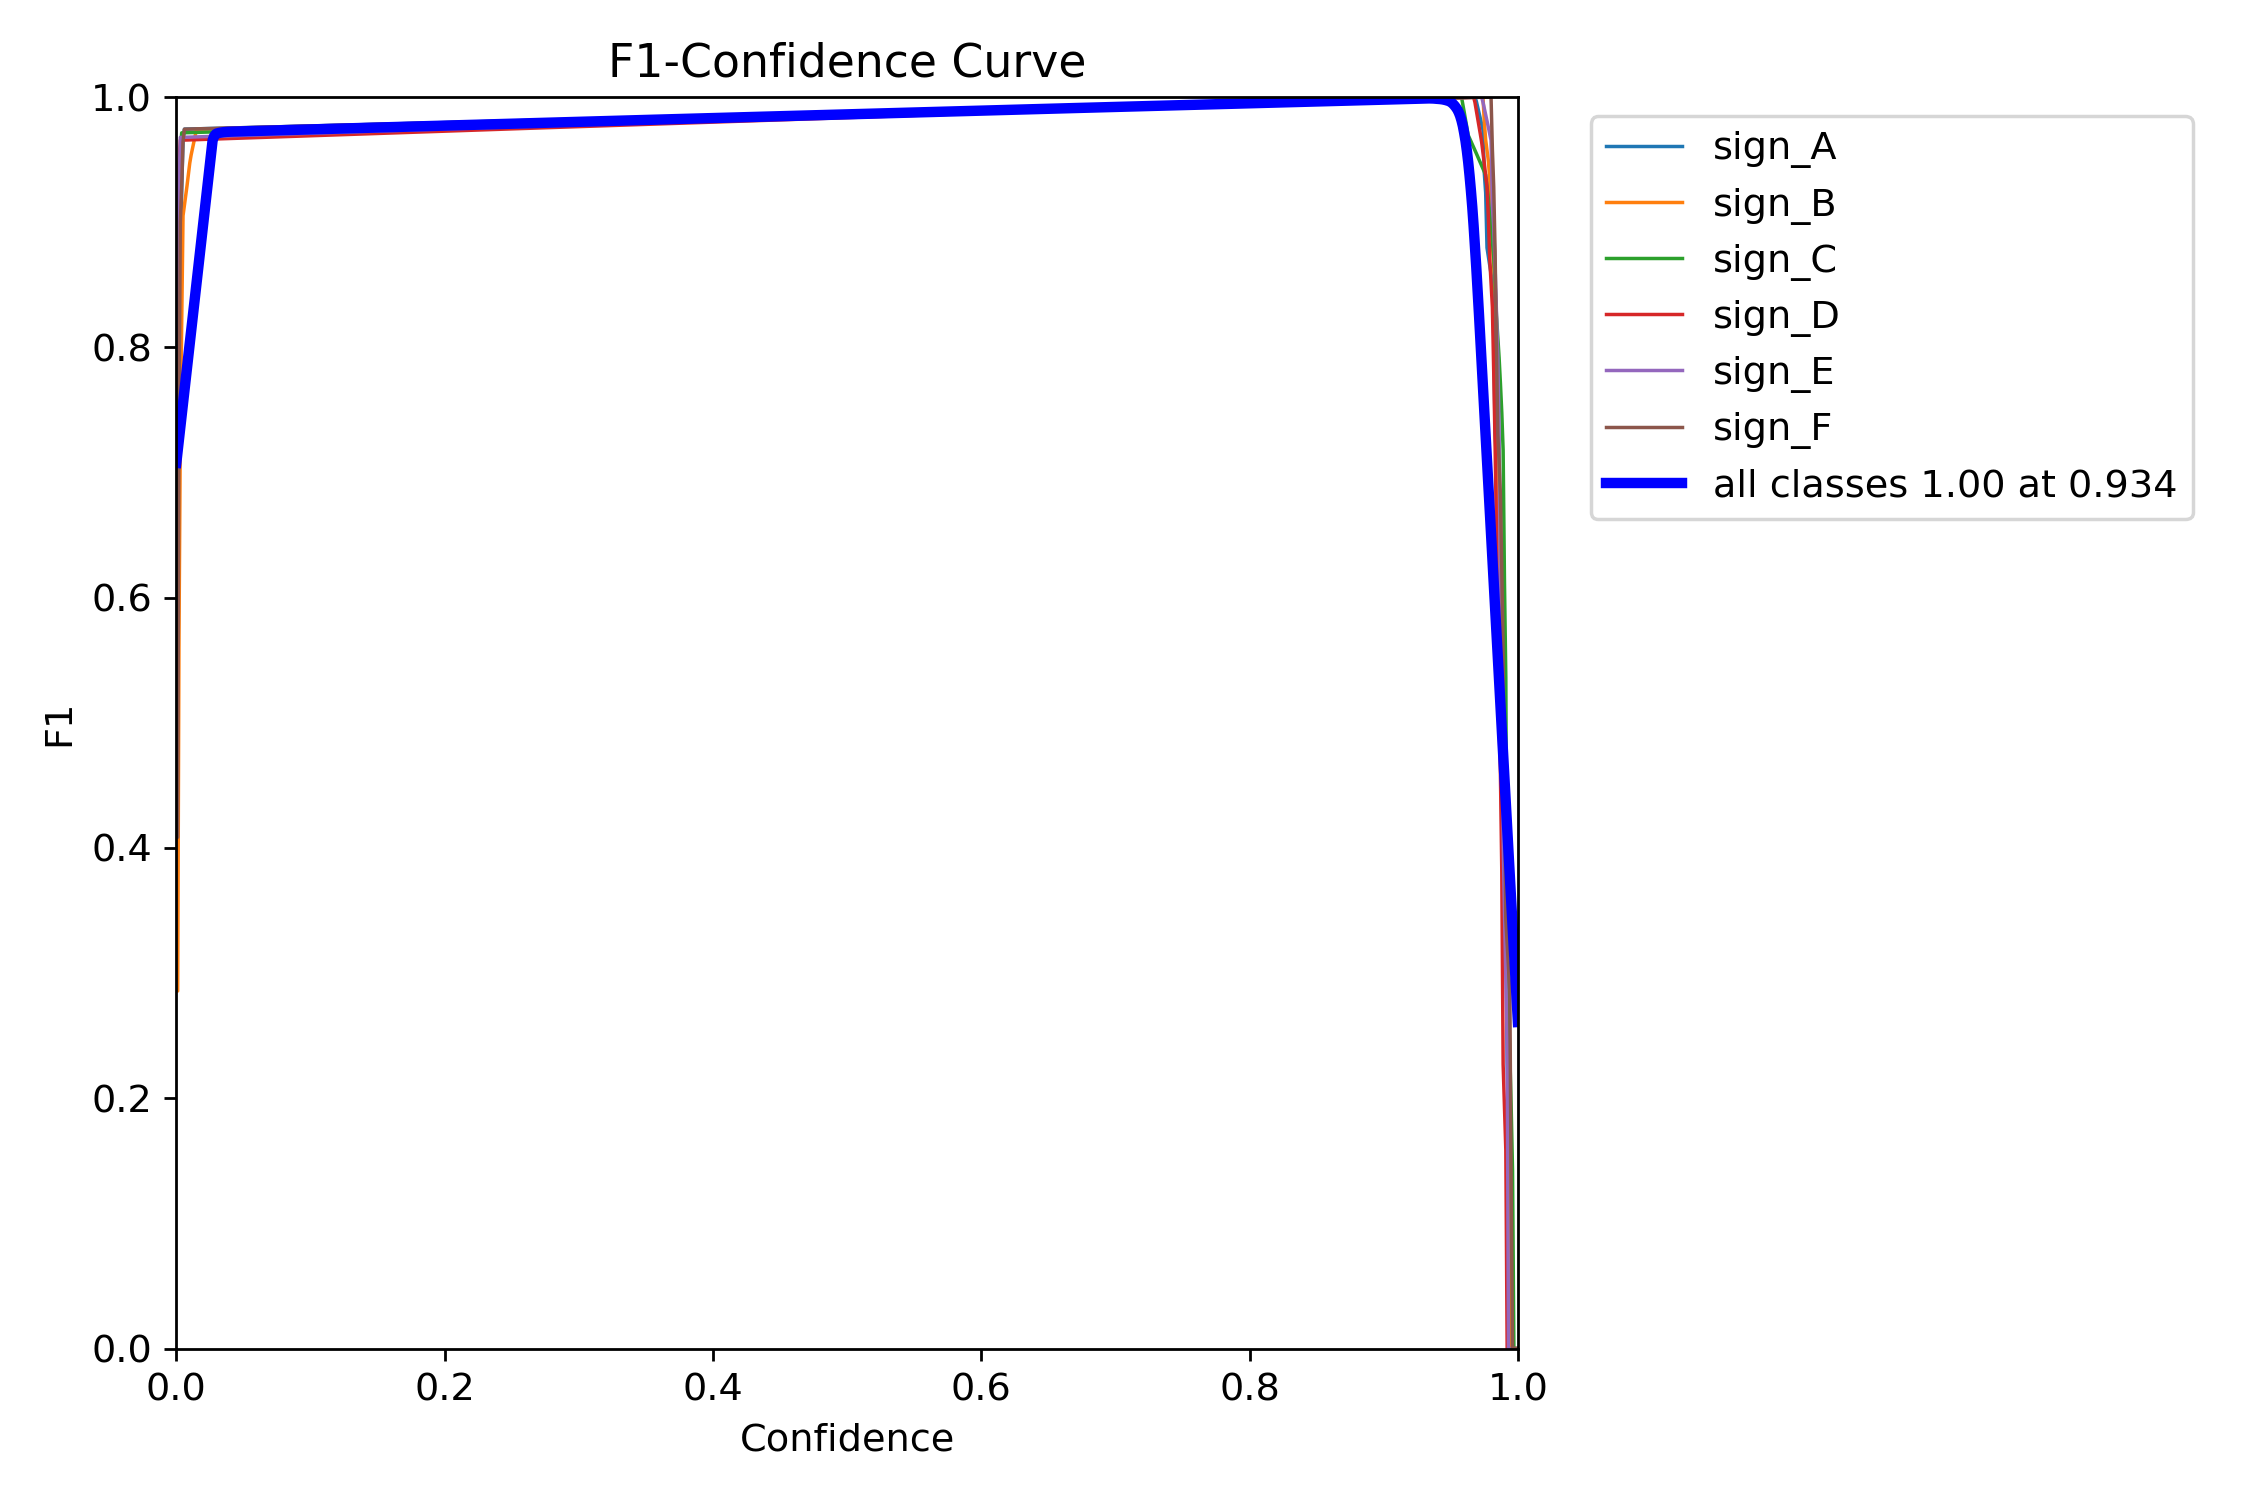 F1-Confidence Curve
1.0
0.8
0.6
0.4
0.2
0.0
F1
0.0 0.2 0.4 0.6 0.8 1.0
Confidence
sign_A
sign_B
sign_C
sign_D
sign_E
sign_F
all classes 1.00 at 0.934